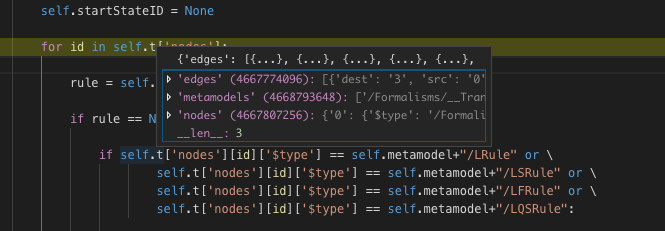 self.startStateID = None
for id in self.t['nodes']:
{'edges': [{...}, {...}, {...}, {...}, {...},
rule = self.
'edges' (4667774096): [{'dest': '3', 'src': '0'
'metamodels' (4668793648): ['/Formalisms/__Tran
if rule == N
'nodes' (4667807256): {'0': {'$type': '/Formali
__len__: 3
if self.t['nodes'][id]['$type'] == self.metamodel+"/LRule" or \
self.t['nodes'][id]['$type'] == self.metamodel+"/LSRule" or \
self.t['nodes'][id]['$type'] == self.metamodel+"/LFRule" or \
self.t['nodes'][id]['$type'] == self.metamodel+"/LQSRule":